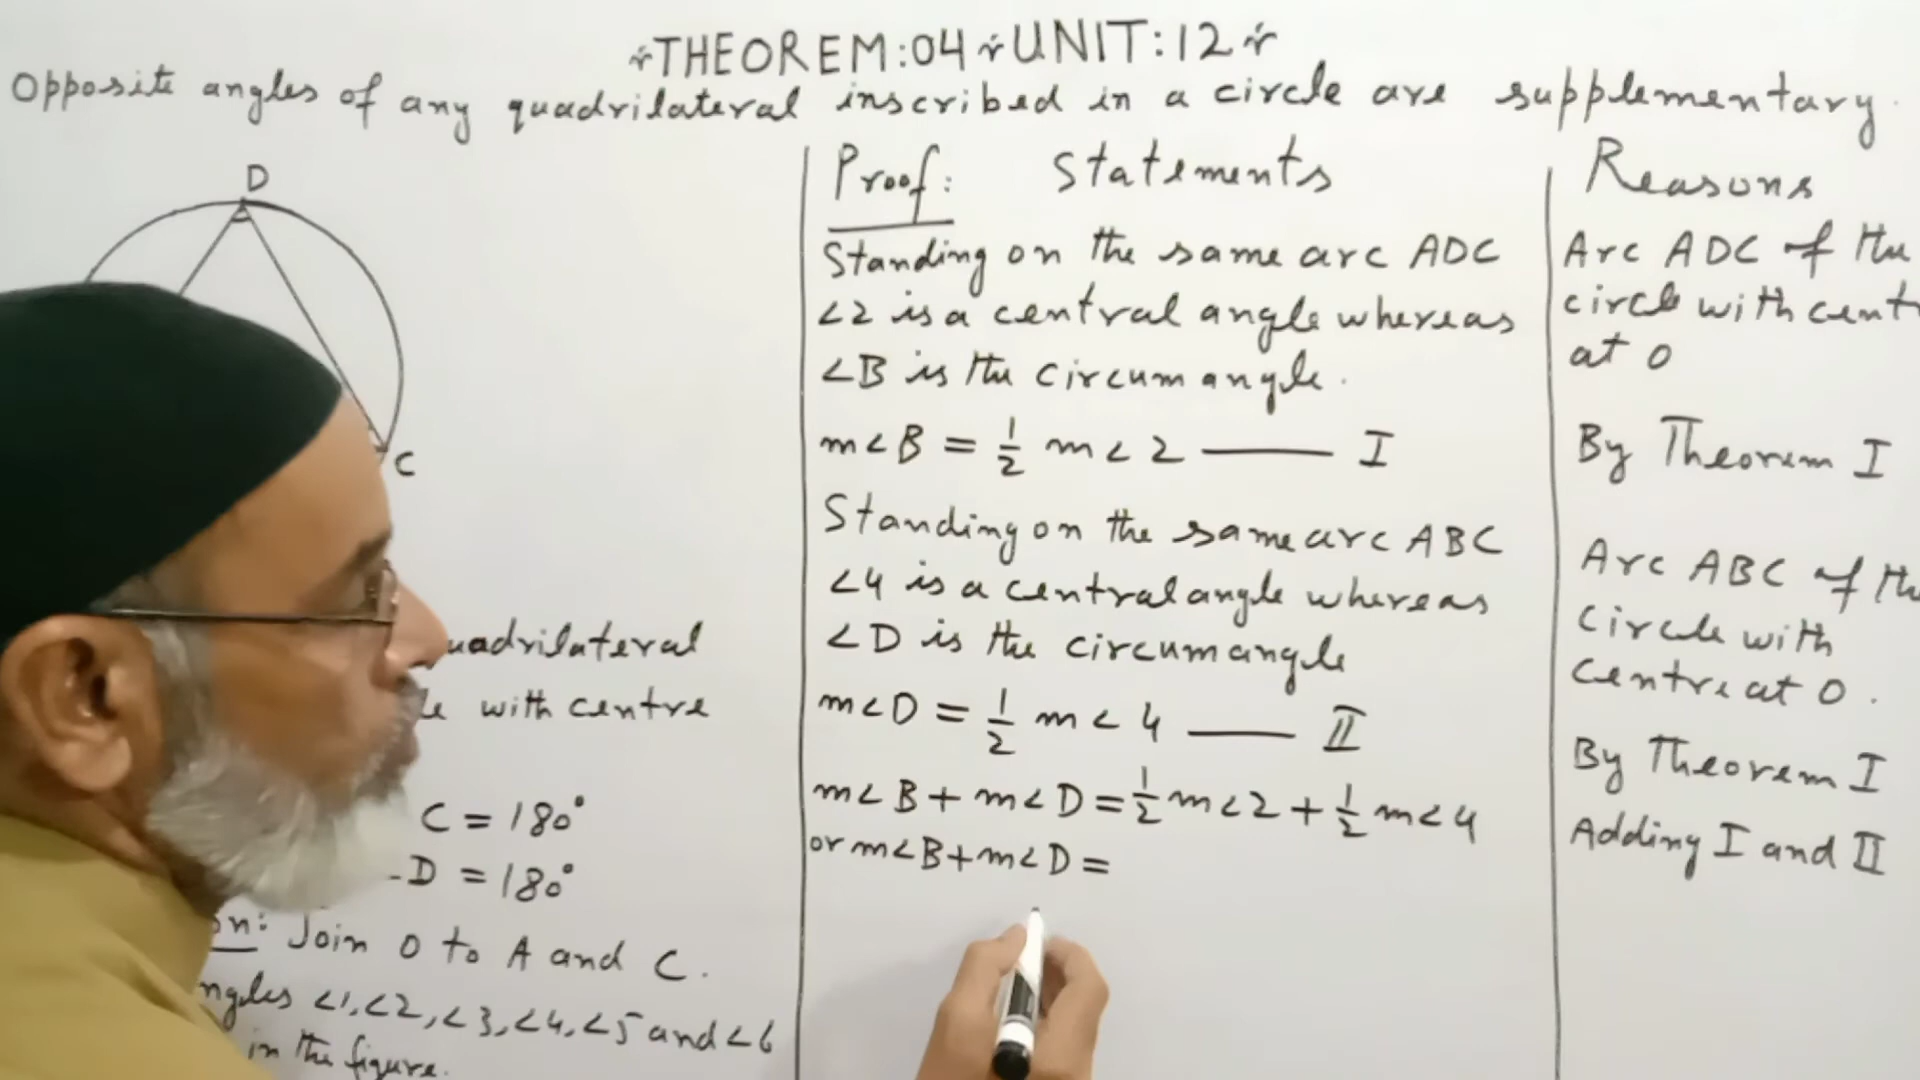 THEOREM:04 UNIT:12
Opposite angles of any quadrilateral inscribed in a circle are supplementary.
D
C
uadrilateral
with centre
C = 180°
D = 180°
on: Join O to A and C.
ngles <1, <2, <3, <4, <5 and <6
in the figure.
Proof: Statements
Standing on the same arc ADC
<2 is a central angle whereas
<B is the circumangle.
m<B = 1/2 m<2 —— I
Standing on the same arc ABC
<4 is a central angle whereas
<D is the circumangle
m<D = 1/2 m<4 —— II
m<B + m<D = 1/2 m<2 + 1/2 m<4
or m<B + m<D =
Reasons
Arc ADC of the
circle with cent
at O
By Theorem I
Arc ABC of th
Circle with
Centre at O.
By Theorem I
Adding I and II